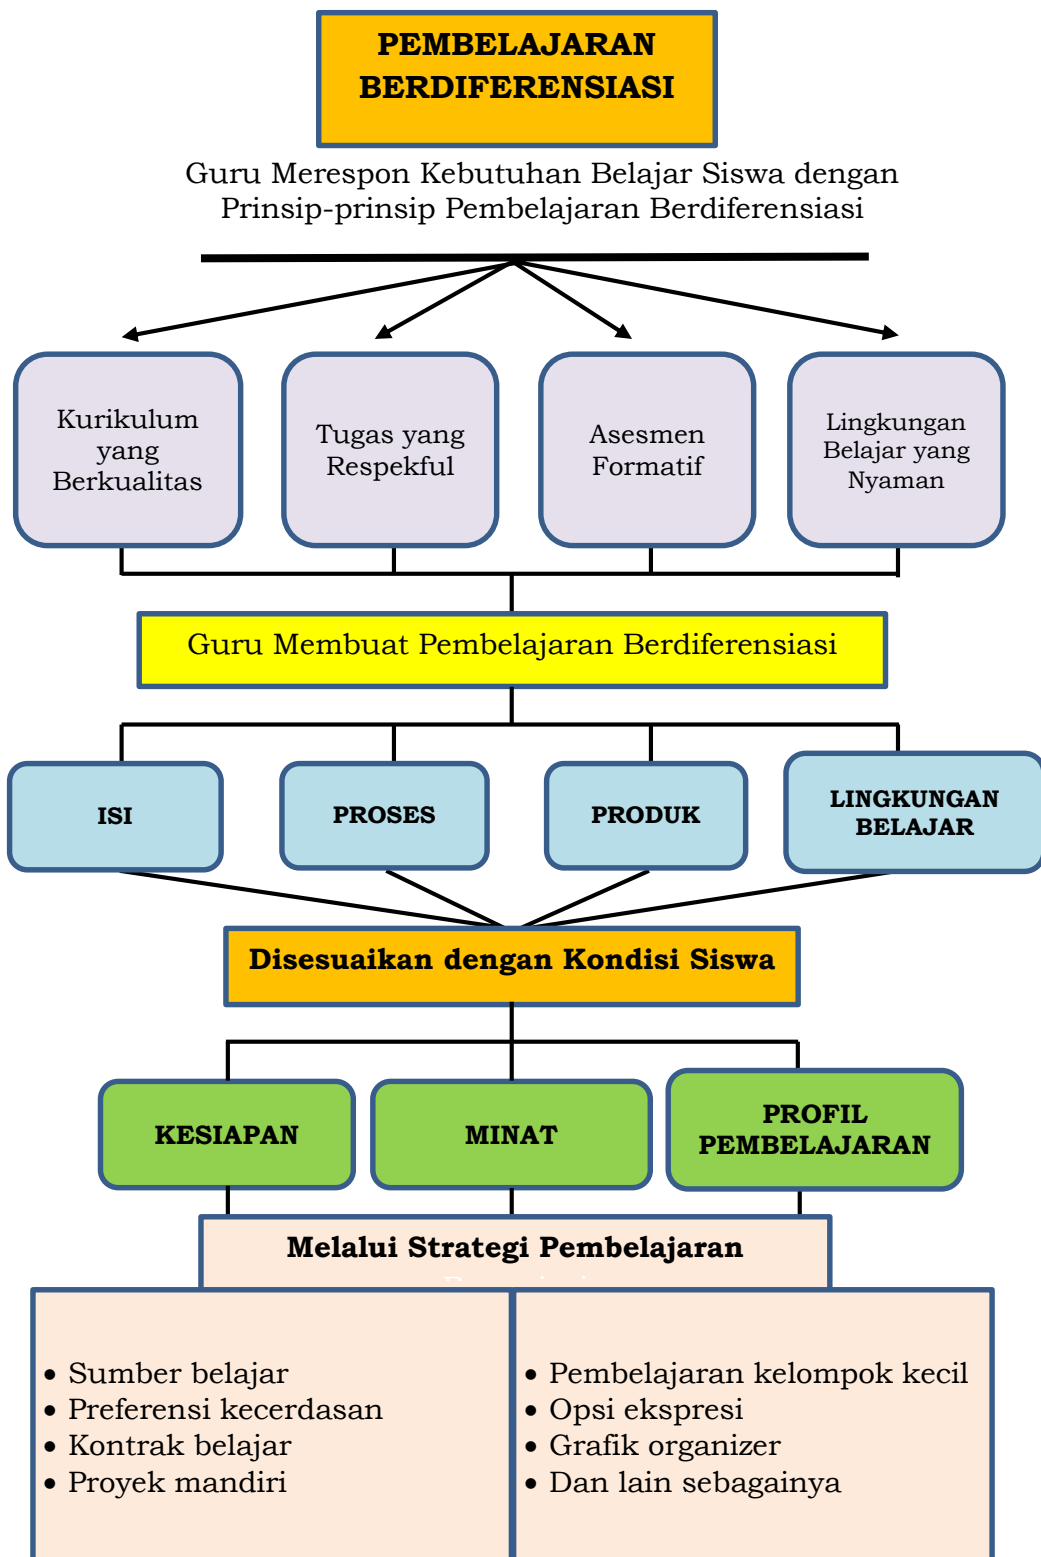 PEMBELAJARAN
BERDIFERENSIASI
Guru Merespon Kebutuhan Belajar Siswa dengan
Prinsip-prinsip Pembelajaran Berdiferensiasi
Kurikulum
yang
Berkualitas
Tugas yang
Respekful
Asesmen
Formatif
Lingkungan
Belajar yang
Nyaman
Guru Membuat Pembelajaran Berdiferensiasi
ISI
PROSES
PRODUK
LINGKUNGAN
BELAJAR
Disesuaikan dengan Kondisi Siswa
KESIAPAN
MINAT
PROFIL
PEMBELAJARAN
Melalui Strategi Pembelajaran
• Sumber belajar
• Preferensi kecerdasan
• Kontrak belajar
• Proyek mandiri
• Pembelajaran kelompok kecil
• Opsi ekspresi
• Grafik organizer
• Dan lain sebagainya